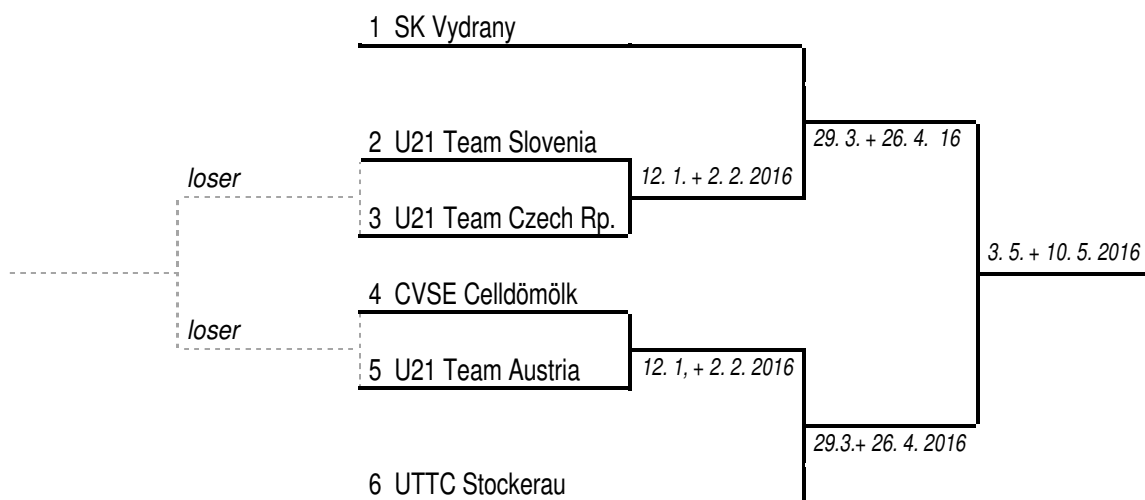 1 SK Vydrany
2 U21 Team Slovenia
29. 3. + 26. 4. 16
loser
12. 1. + 2. 2. 2016
3 U21 Team Czech Rp.
3. 5. + 10. 5. 2016
4 CVSE Celldömölk
loser
5 U21 Team Austria
12. 1, + 2. 2. 2016
29.3.+ 26. 4. 2016
6 UTTC Stockerau